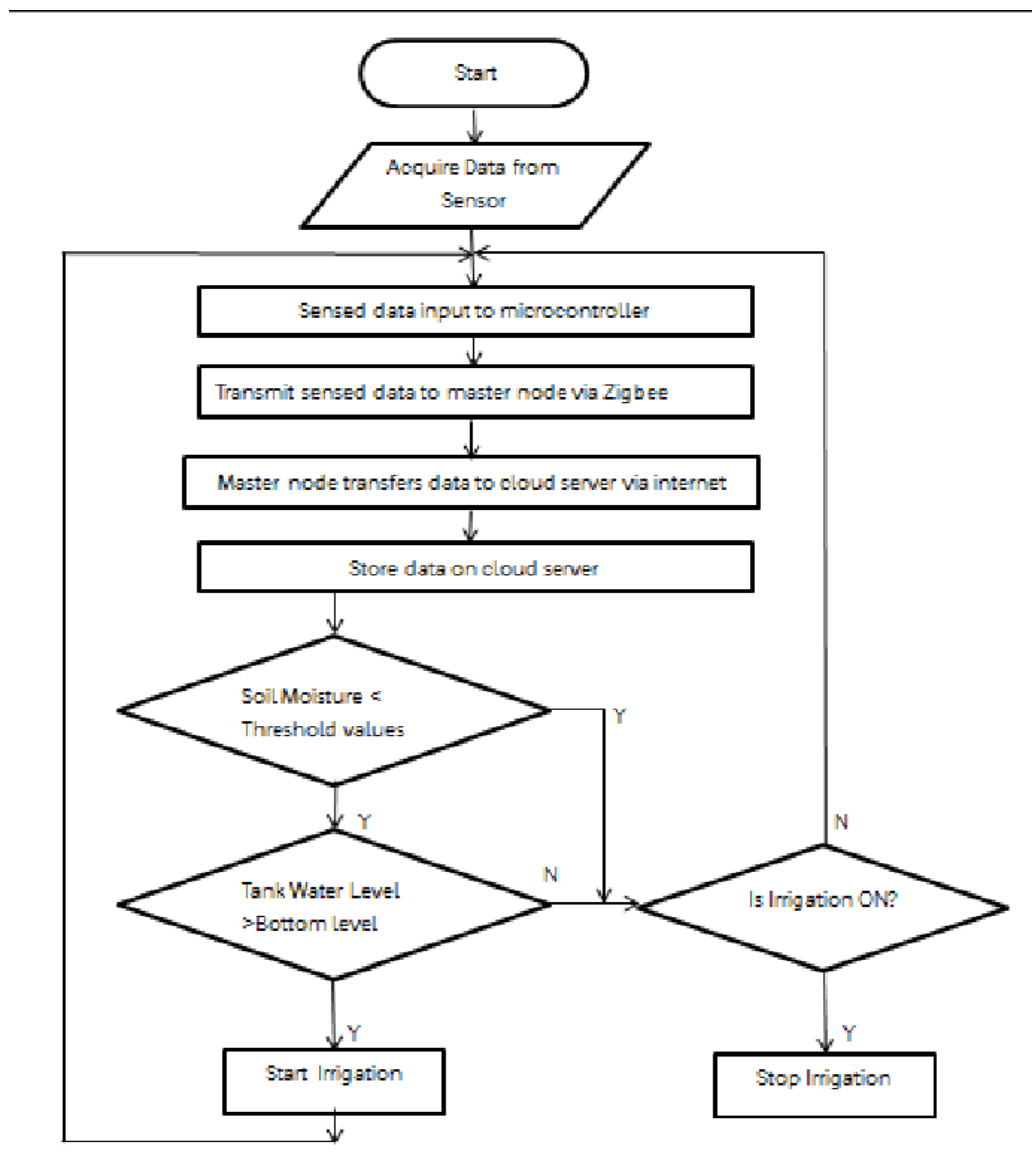 Start
Acquire Data from
Sensor
Sensed data input to microcontroller
Transmit sensed data to master node via Zigbee
Master node transfers data to cloud server via internet
Store data on cloud server
Soil Moisture <
Threshold values
Y
Y
Tank Water Level
>Bottom level
N
Is Irrigation ON?
N
Y
Start Irrigation
Y
Stop Irrigation